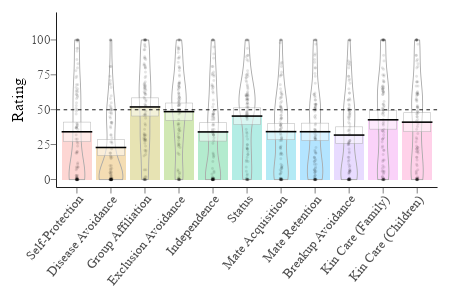 100
75
50
25
0
Rating
Self-Protection
Disease Avoidance
Group Affiliation
Exclusion Avoidance
Independence
Status
Mate Acquisition
Mate Retention
Breakup Avoidance
Kin Care (Family)
Kin Care (Children)